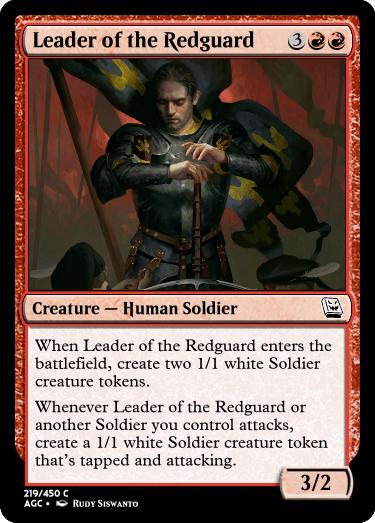 Leader of the Redguard 3
Creature — Human Soldier
When Leader of the Redguard enters the
battlefield, create two 1/1 white Soldier
creature tokens.
Whenever Leader of the Redguard or
another Soldier you control attacks,
create a 1/1 white Soldier creature token
that's tapped and attacking.
3/2
219/450 C
AGC • Rudy Siswanto